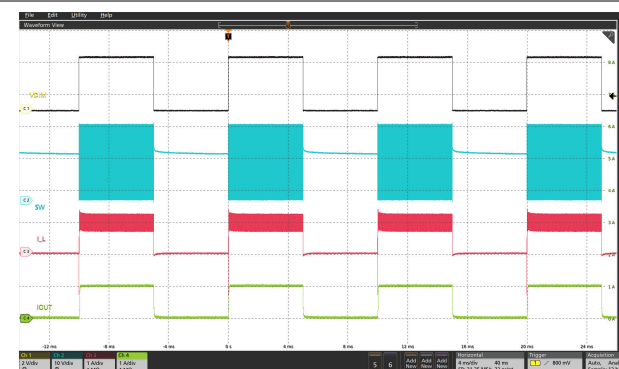 File Edit Utility Help
Waveform View
8 A
VDIM
C1
5 A
4 A
C2
SW
3 A
I_L
2 A
C3
1 A
IOUT
C4
0 A
-12 ms -8 ms -4 ms 0 s 4 ms 8 ms 12 ms 16 ms 20 ms 24 ms
Ch 1 Ch 2 Ch 3 Ch 4 Horizontal Trigger Acquisition
2 V/div 10 V/div 1 A/div 1 A/div 5 6 Add New Add New Add New 4 ms/div 40 ms 1 800 mV Auto,